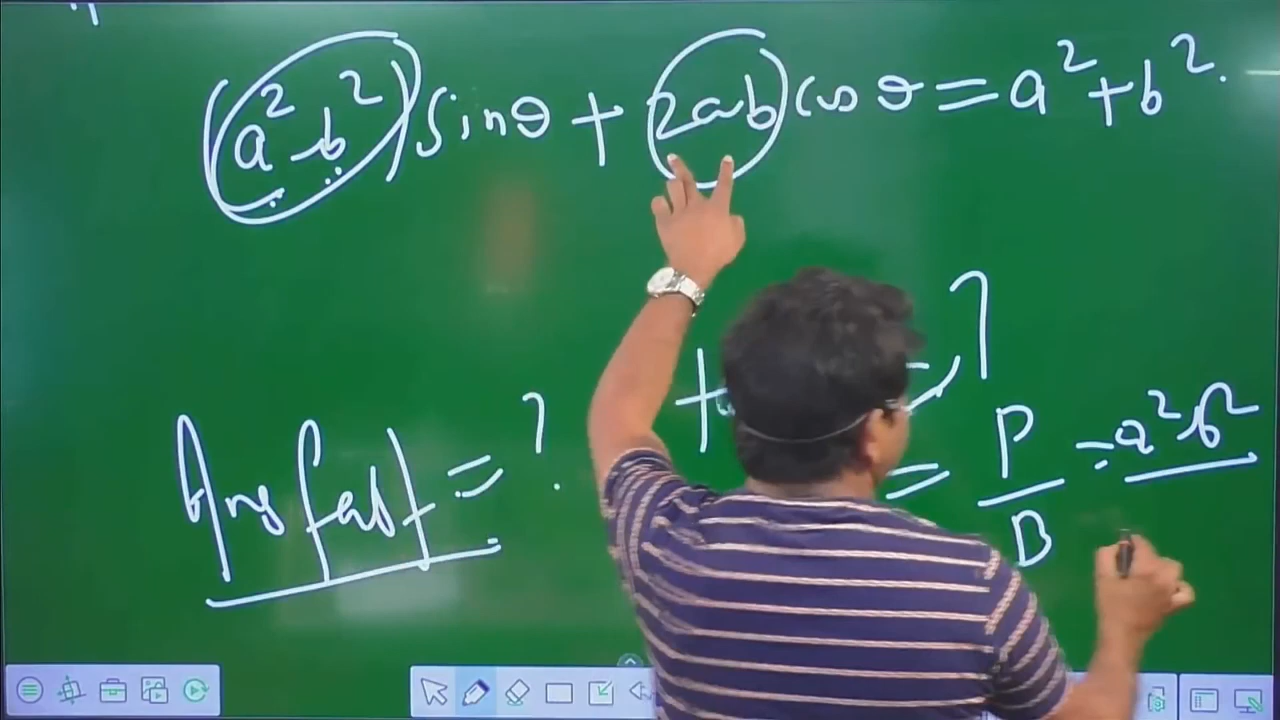 (a²-b²) sinθ + 2ab cosθ = a²+b².
Ans fast = ?
= P/B = a²-b²